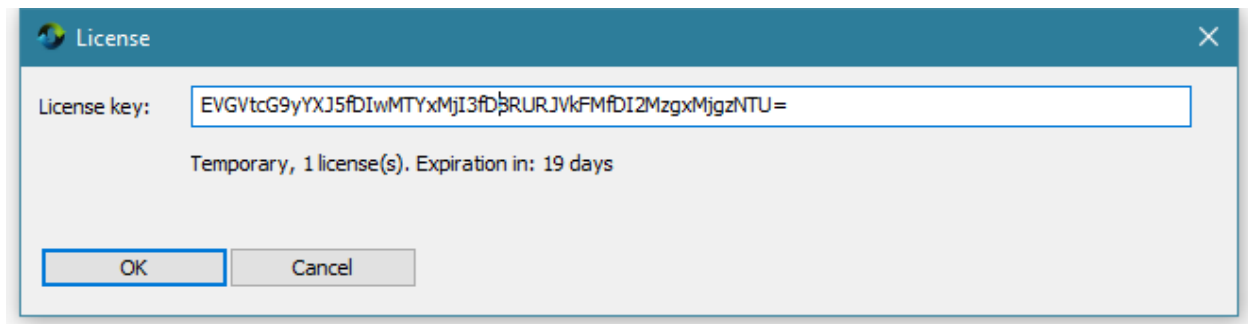 License
License key: EVGVtcG9yYXJ5fDIwMTYxMjI3fDBRURJVkFMfDI2MzgxMjgzNTU=
Temporary, 1 license(s). Expiration in: 19 days
OK Cancel